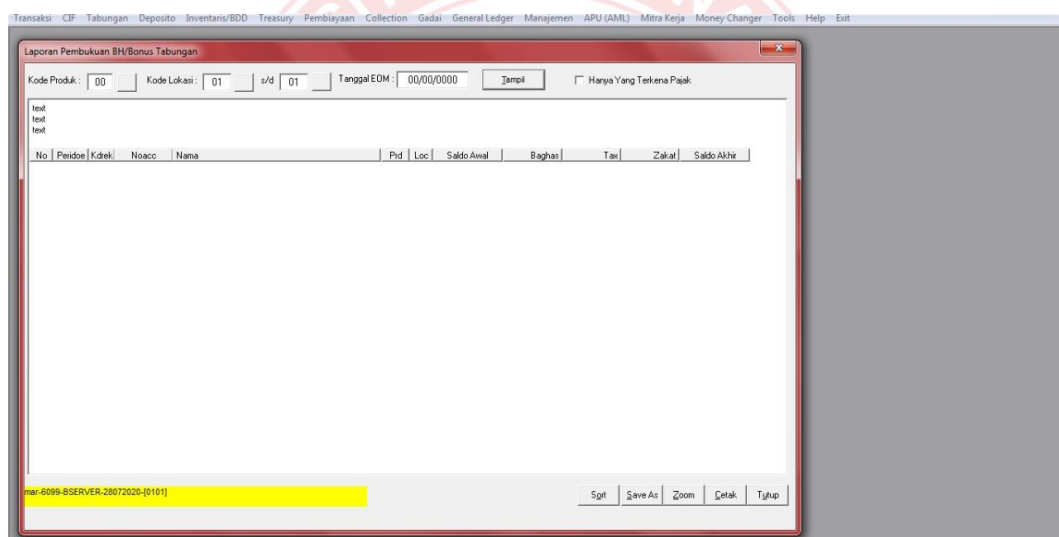 Transaksi CIF Tabungan Deposito Inventaris/BDD Treasury Pembiayaan Collection Gadai General Ledger Manajemen APU (AML) Mitra Kerja Money Changer Tools Help Exit
Laporan Pembukuan BH/Bonus Tabungan
Kode Produk : 00 Kode Lokasi : 01 s/d 01 Tanggal EOM : 00/00/0000 Tampil Hanya Yang Terkena Pajak
text
text
text
No Peridoe Kdrek Noacc Nama Prd Loc Saldo Awal Baghas Tax Zakat Saldo Akhir
mar-6099-BSERVER-28072020-[0101]
Sort Save As Zoom Cetak Tutup